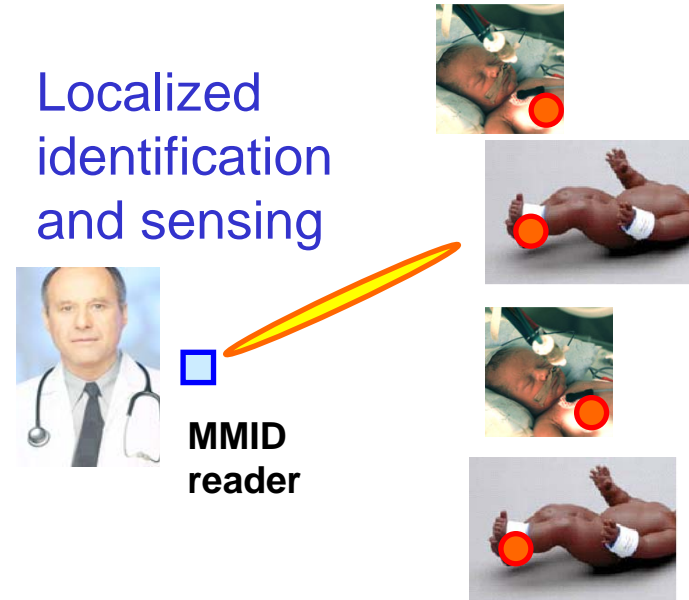 Localized
identification
and sensing
MMID
reader